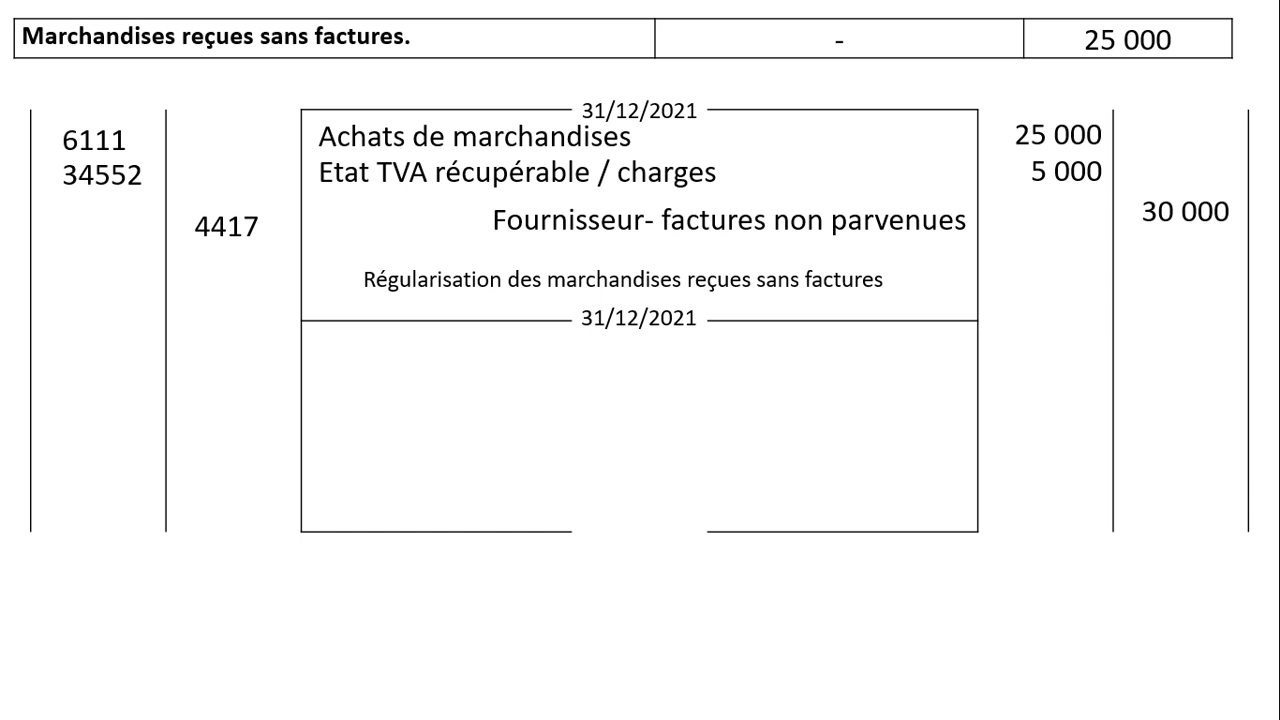 Marchandises reçues sans factures. - 25 000
31/12/2021
6111 Achats de marchandises 25 000
34552 Etat TVA récupérable / charges 5 000
4417 Fournisseur- factures non parvenues 30 000
Régularisation des marchandises reçues sans factures
31/12/2021